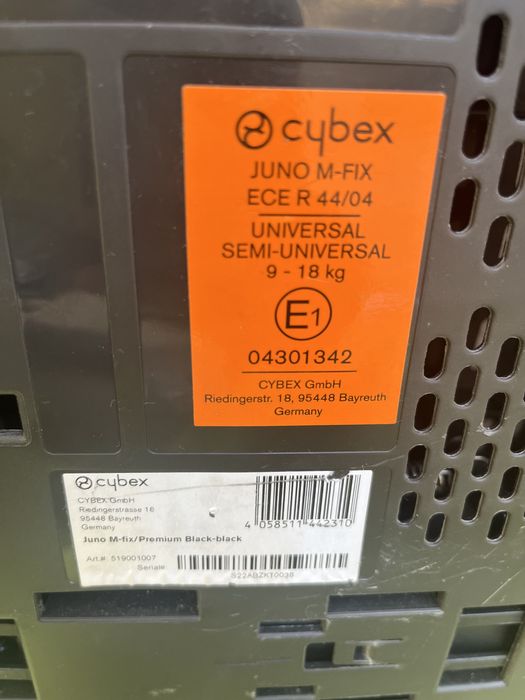 cybex
JUNO M-FIX
ECE R 44/04
UNIVERSAL
SEMI-UNIVERSAL
9 - 18 kg
E1
04301342
CYBEX GmbH
Riedingerstr. 18, 95448 Bayreuth
Germany
cybex
CYBEX GmbH
Riedingerstrasse 18
95448 Bayreuth
Germany
4 058511 442310
Juno M-fix/Premium Black-black
Art.#: 519001007
Serial#